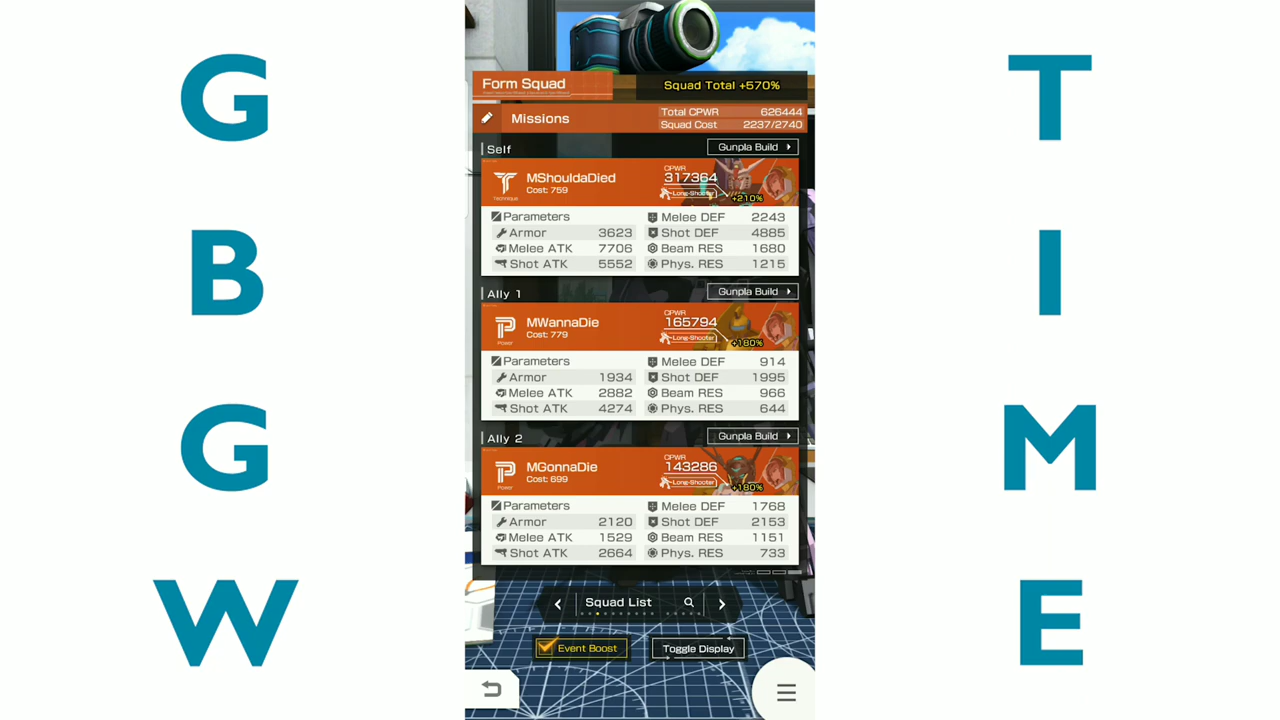 G
B
G
W
T
I
M
E
Form Squad
Squad Total +570%
Missions
Total CPWR 626444
Squad Cost 2237/2740
Self
Gunpla Build
Technique
MShouldaDied
Cost: 759
CPWR
317364
Long-Shooter
+210%
Parameters
Armor 3623
Melee ATK 7706
Shot ATK 5552
Melee DEF 2243
Shot DEF 4885
Beam RES 1680
Phys. RES 1215
Ally 1
Gunpla Build
Power
MWannaDie
Cost: 779
CPWR
165794
Long-Shooter
+180%
Parameters
Armor 1934
Melee ATK 2882
Shot ATK 4274
Melee DEF 914
Shot DEF 1995
Beam RES 966
Phys. RES 644
Ally 2
Gunpla Build
Power
MGonnaDie
Cost: 699
CPWR
143286
Long-Shooter
+180%
Parameters
Armor 2120
Melee ATK 1529
Shot ATK 2664
Melee DEF 1768
Shot DEF 2153
Beam RES 1151
Phys. RES 733
Squad List
Event Boost
Toggle Display